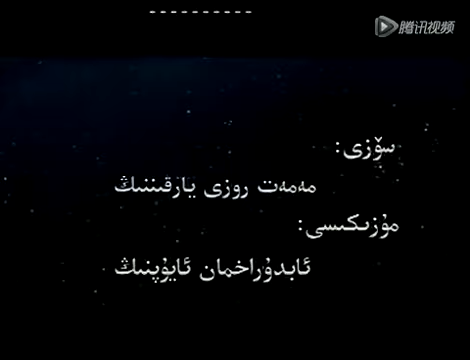 腾讯视频
سۆزى:
مەمەت روزى يارقىننىڭ
مۇزىكىسى:
ئابدۇراخمان ئايۇپنىڭ